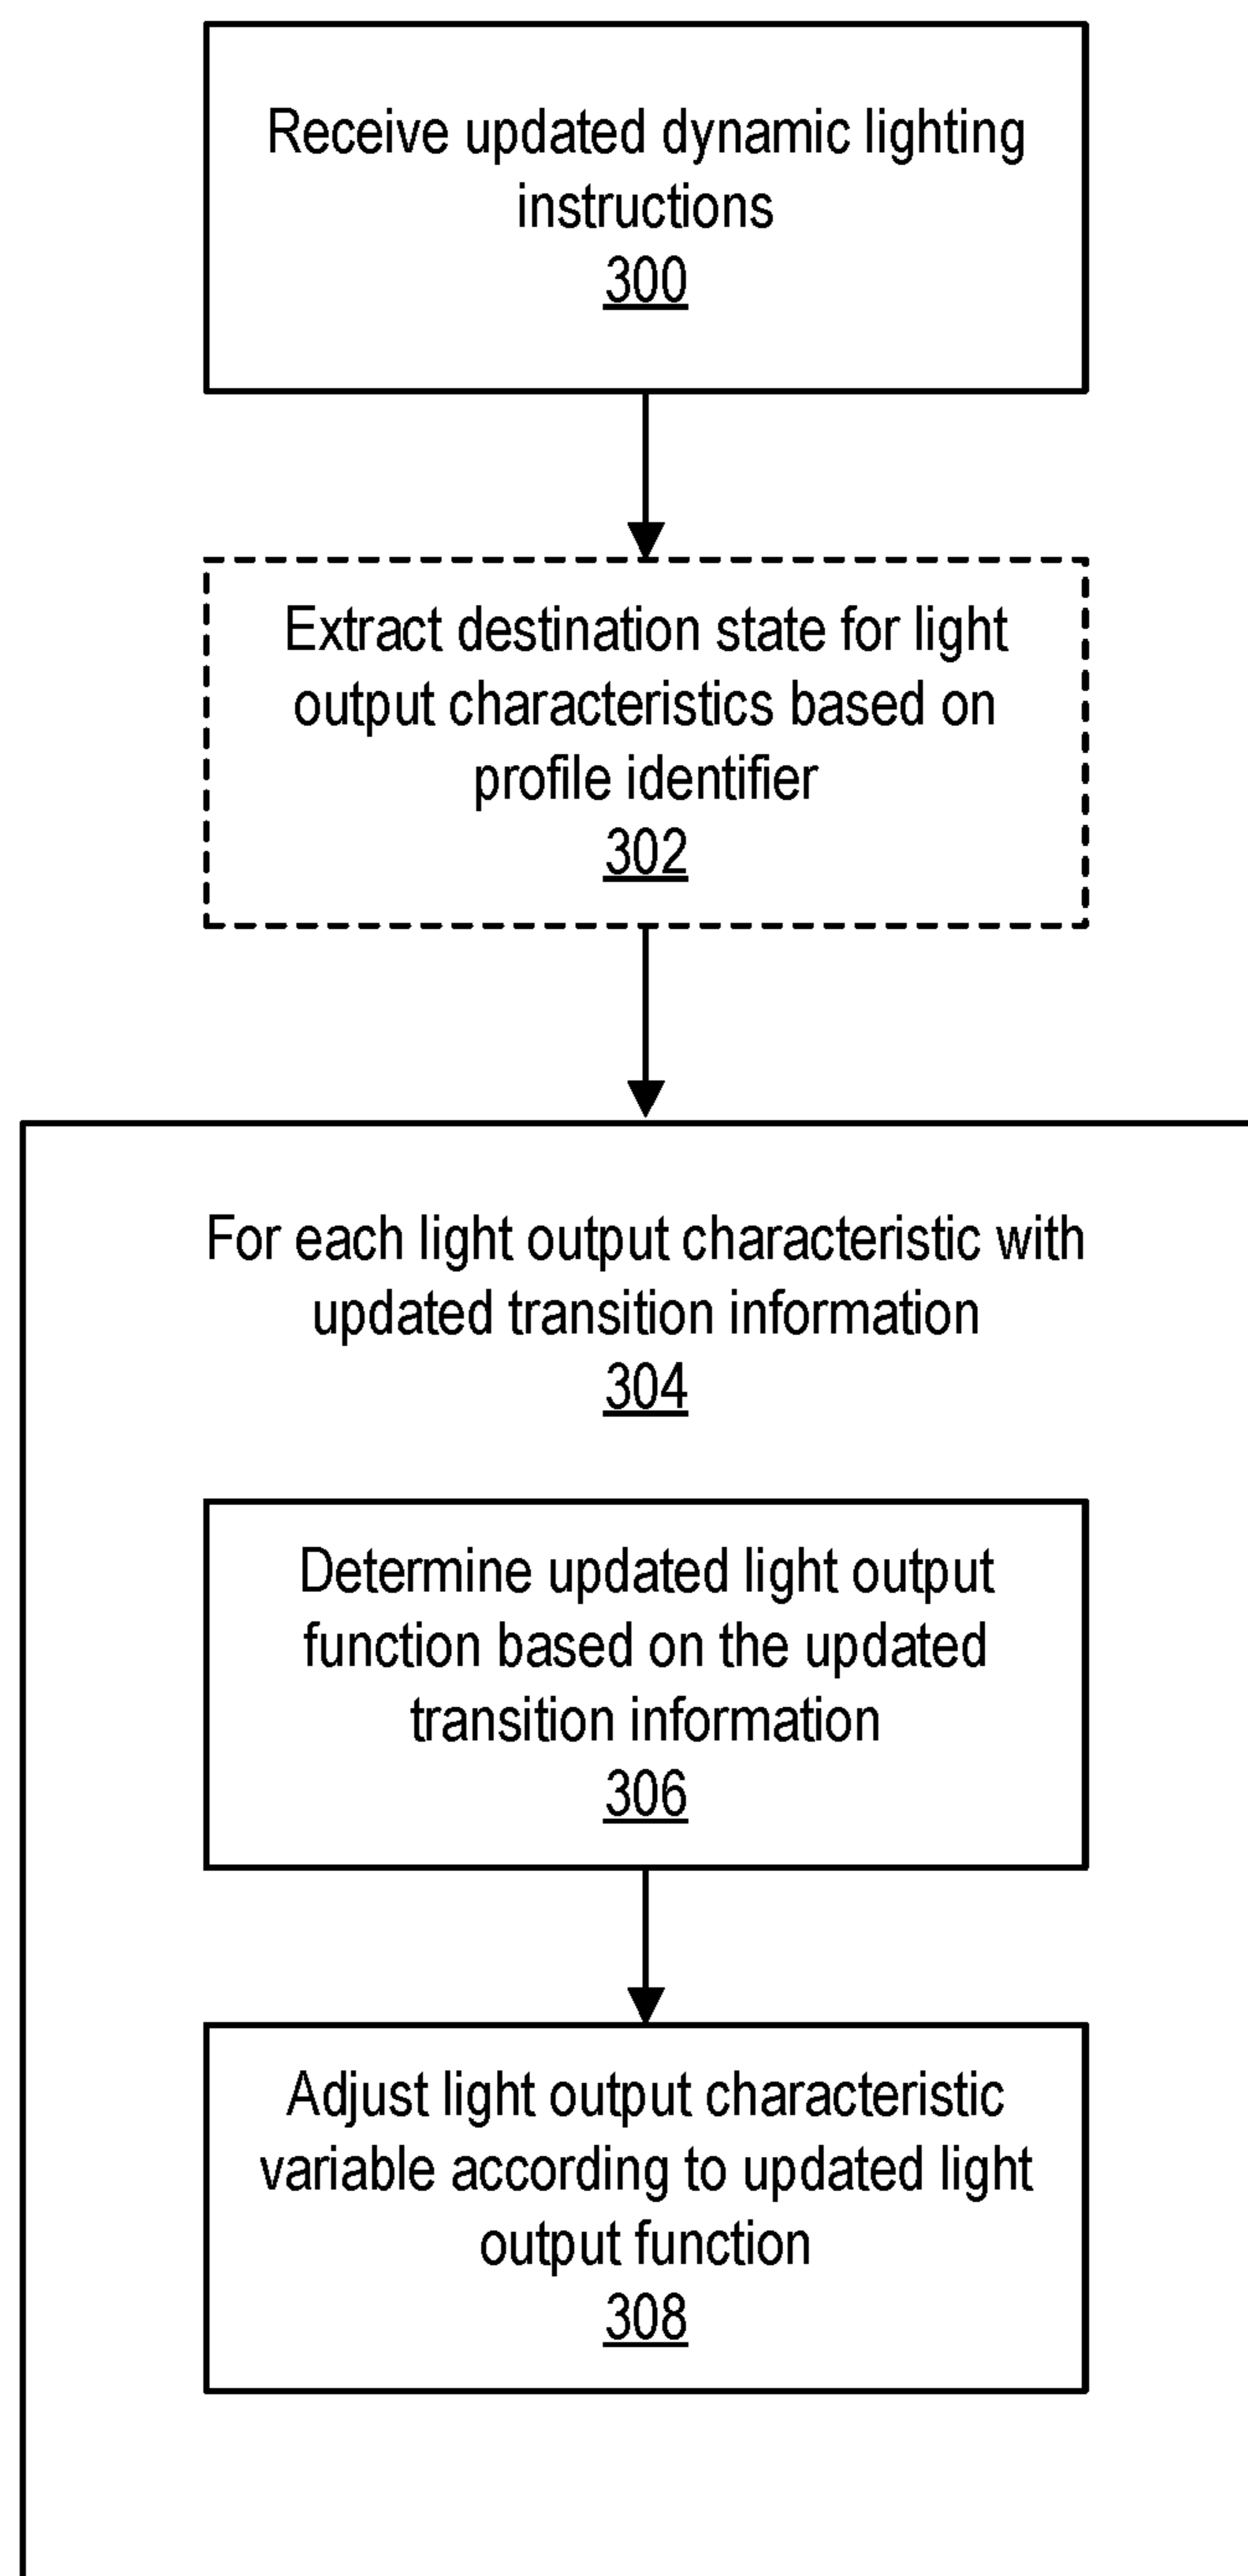 Receive updated dynamic lighting
instructions
300
Extract destination state for light
output characteristics based on
profile identifier
302
For each light output characteristic with
updated transition information
304
Determine updated light output
function based on the updated
transition information
306
Adjust light output characteristic
variable according to updated light
output function
308